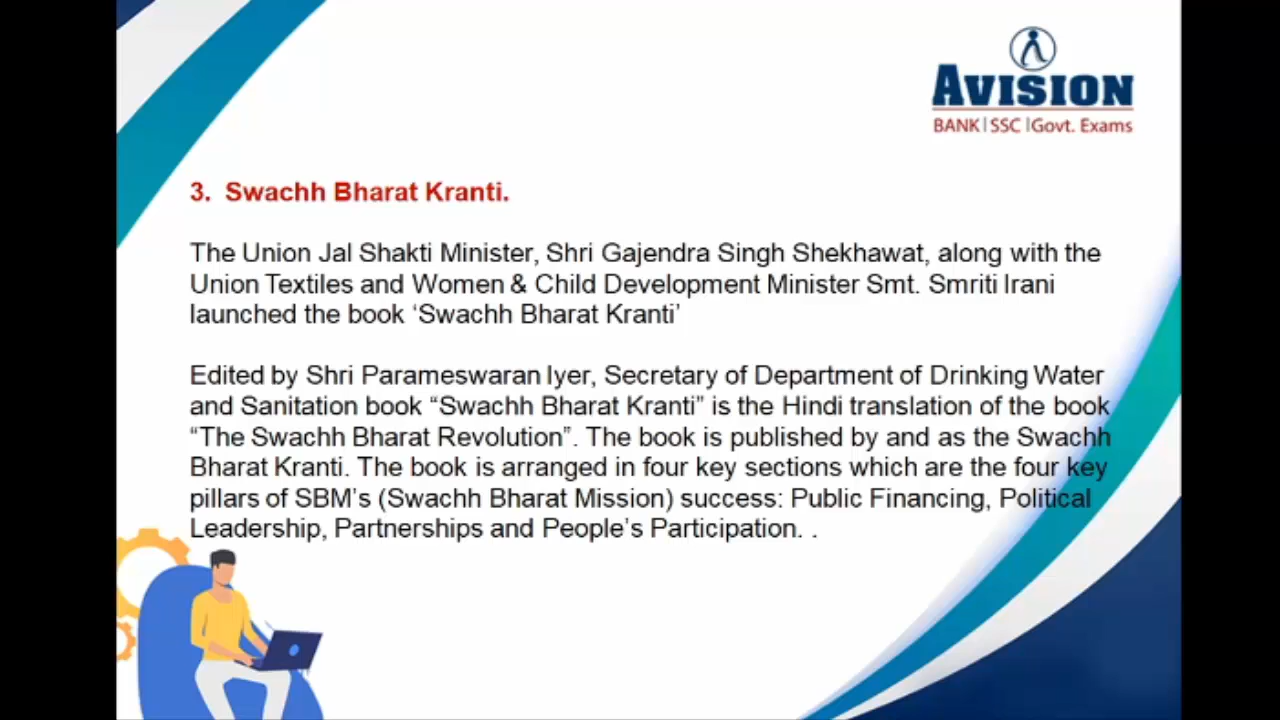 AVISION
BANK | SSC | Govt. Exams
3. Swachh Bharat Kranti.
The Union Jal Shakti Minister, Shri Gajendra Singh Shekhawat, along with the
Union Textiles and Women & Child Development Minister Smt. Smriti Irani
launched the book ‘Swachh Bharat Kranti’
Edited by Shri Parameswaran Iyer, Secretary of Department of Drinking Water
and Sanitation book “Swachh Bharat Kranti” is the Hindi translation of the book
“The Swachh Bharat Revolution”. The book is published by and as the Swachh
Bharat Kranti. The book is arranged in four key sections which are the four key
pillars of SBM’s (Swachh Bharat Mission) success: Public Financing, Political
Leadership, Partnerships and People’s Participation. .